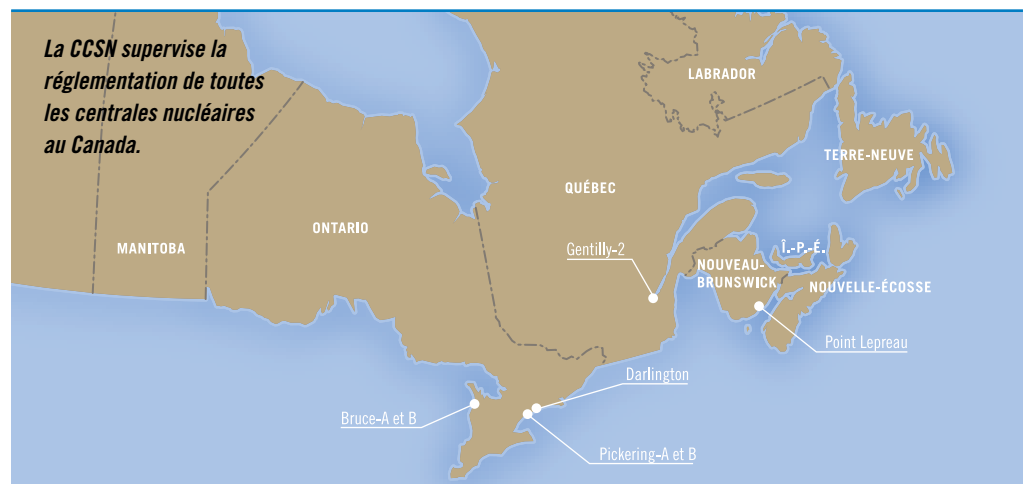 La CCSN supervise la
réglementation de toutes
les centrales nucléaires
au Canada.
LABRADOR
TERRE-NEUVE
QUÉBEC
ONTARIO
MANITOBA
Î.-P.-É.
Gentilly-2
NOUVEAU-
BRUNSWICK
NOUVELLE-ÉCOSSE
Point Lepreau
Darlington
Bruce-A et B
Pickering-A et B